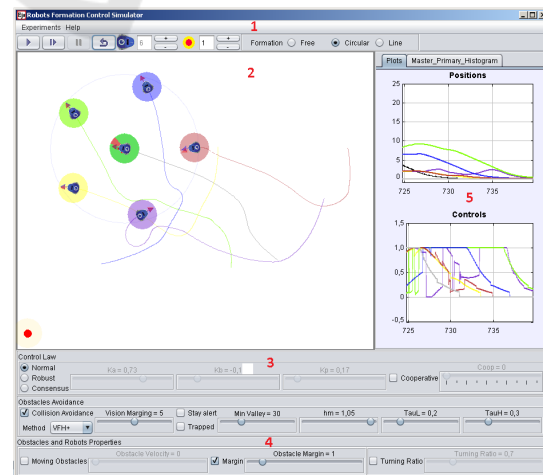 Robots Formation Control Simulator
Experiments Help
1
6 - + 1 - + Formation Free Circular Line
2
Plots Master_Primary_Histogram
Positions
25
20
15
10
5
0
725 730 735
5
Controls
1,5
1,0
0,5
0
-0,5
725 730 735
Control Law
3
Normal
Robust
Consensus
Ka = 0,73
Kb = -0,1
Kp = 0,17
Cooperative
Coop = 0
Obstacles Avoidance
Collision Avoidance Vision Marging = 5 Stay alert Min Valley = 30 hm = 1,05 TauL = 0,2 TauH = 0,3
Method VFH+ Trapped
Obstacles and Robots Properties
4
Moving Obstacles Obstacle Velocity = 0 Margin Obstacle Margin = 1 Turning Ratio Turning Ratio = 0,7